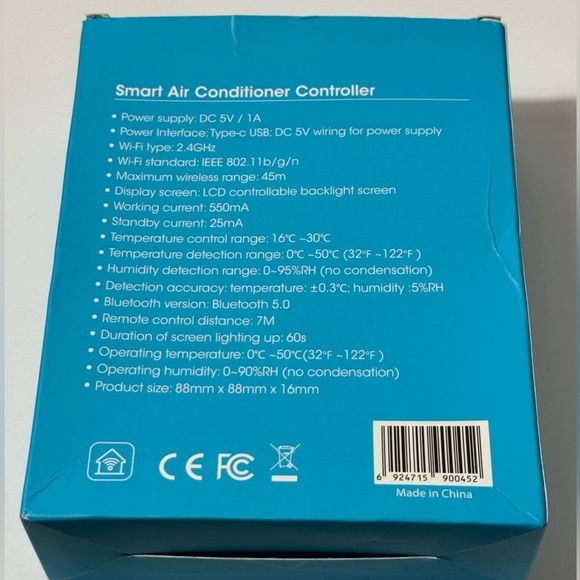 Smart Air Conditioner Controller
• Power supply: DC 5V / 1A
• Power Interface: Type-c USB; DC 5V wiring for power supply
• Wi-Fi type: 2.4GHz
• Wi-Fi standard: IEEE 802.11b/g/n
• Maximum wireless range: 45m
• Display screen: LCD controllable backlight screen
• Working current: 550mA
• Standby current: 25mA
• Temperature control range: 16℃ ~30℃
• Temperature detection range: 0℃ ~50℃ (32°F ~122°F )
• Humidity detection range: 0~95%RH (no condensation)
• Detection accuracy: temperature: ±0.3℃; humidity :5%RH
• Bluetooth version: Bluetooth 5.0
• Remote control distance: 7M
• Duration of screen lighting up: 60s
• Operating temperature: 0℃ ~50℃(32°F ~122°F )
• Operating humidity: 0~90%RH (no condensation)
• Product size: 88mm x 88mm x 16mm
CE FC
6 924715 900452
Made in China